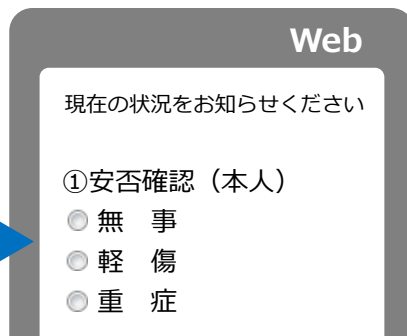 Web
現在の状況をお知らせください
①安否確認（本人）
無　事
軽　傷
重　症